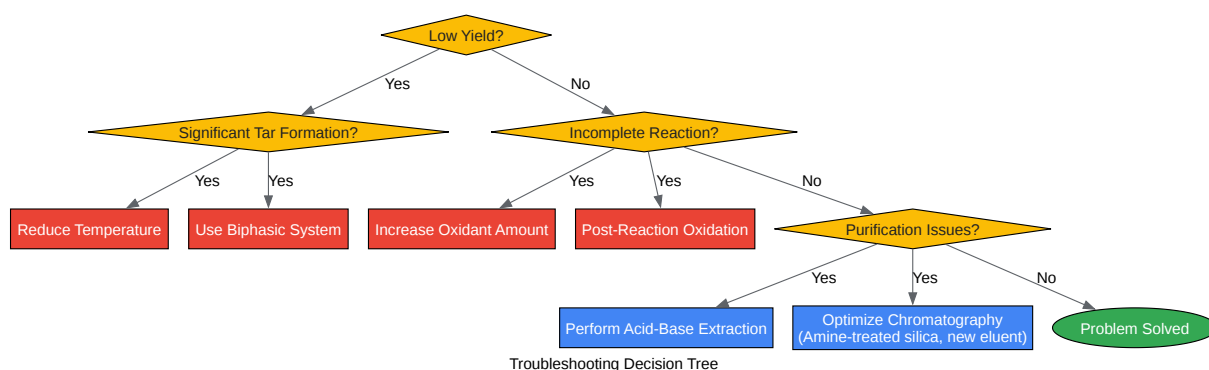 Low Yield?
Yes
No
Significant Tar Formation?
Incomplete Reaction?
Yes
Yes
Yes
Yes
No
Reduce Temperature
Use Biphasic System
Increase Oxidant Amount
Post-Reaction Oxidation
Purification Issues?
Yes
Yes
No
Perform Acid-Base Extraction
Optimize Chromatography
(Amine-treated silica, new eluent)
Problem Solved
Troubleshooting Decision Tree